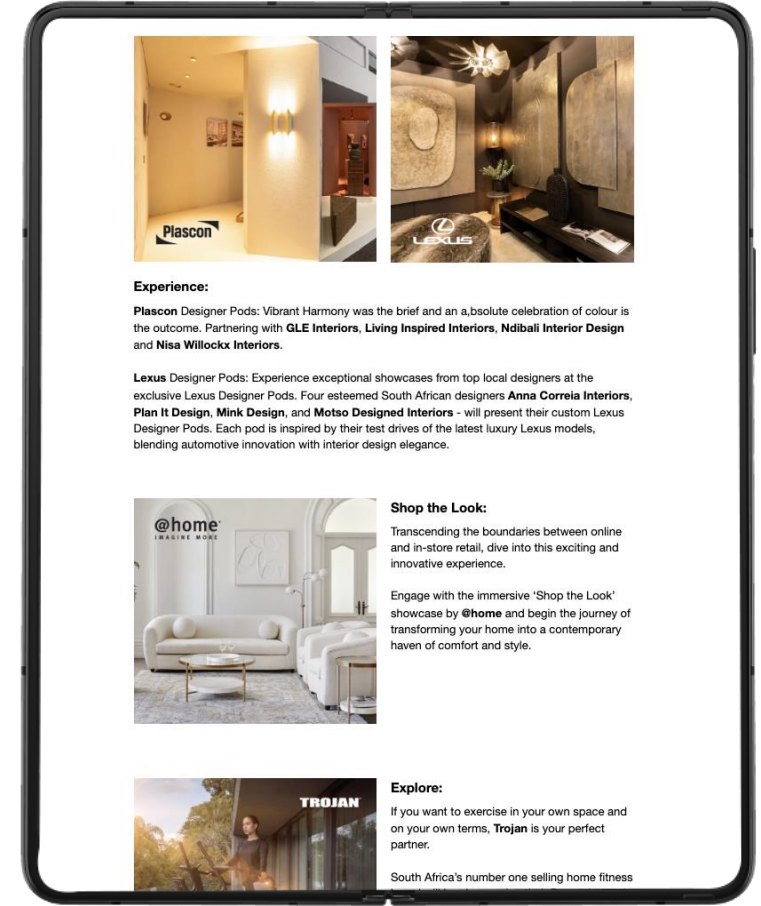 Plascon
LEXUS
Experience:
Plascon Designer Pods: Vibrant Harmony was the brief and an a,bsolute celebration of colour is
the outcome. Partnering with GLE Interiors, Living Inspired Interiors, Ndibali Interior Design
and Nisa Willockx Interiors.
Lexus Designer Pods: Experience exceptional showcases from top local designers at the
exclusive Lexus Designer Pods. Four esteemed South African designers Anna Correia Interiors,
Plan It Design, Mink Design, and Motso Designed Interiors - will present their custom Lexus
Designer Pods. Each pod is inspired by their test drives of the latest luxury Lexus models,
blending automotive innovation with interior design elegance.
@home
IMAGINE MORE
Shop the Look:
Transcending the boundaries between online
and in-store retail, dive into this exciting and
innovative experience.
Engage with the immersive ‘Shop the Look’
showcase by @home and begin the journey of
transforming your home into a contemporary
haven of comfort and style.
TROJAN
Explore:
If you want to exercise in your own space and
on your own terms, Trojan is your perfect
partner.
South Africa’s number one selling home fitness